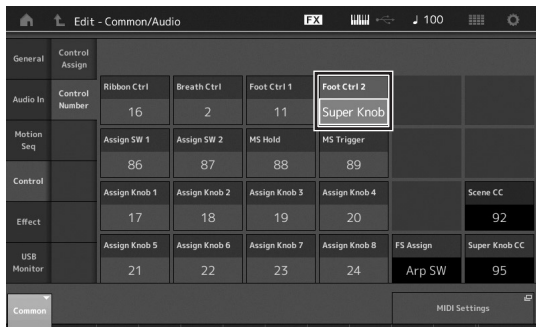 Edit - Common/Audio FX ♩ 100
General
Control
Assign
Audio In
Control
Number
Ribbon Ctrl Breath Ctrl Foot Ctrl 1 Foot Ctrl 2
16 2 11 Super Knob
Motion
Seq
Assign SW 1 Assign SW 2 MS Hold MS Trigger
86 87 88 89
Control
Assign Knob 1 Assign Knob 2 Assign Knob 3 Assign Knob 4 Scene CC
17 18 19 20 92
Effect
Assign Knob 5 Assign Knob 6 Assign Knob 7 Assign Knob 8 FS Assign Super Knob CC
21 22 23 24 Arp SW 95
USB
Monitor
Common
MIDI Settings